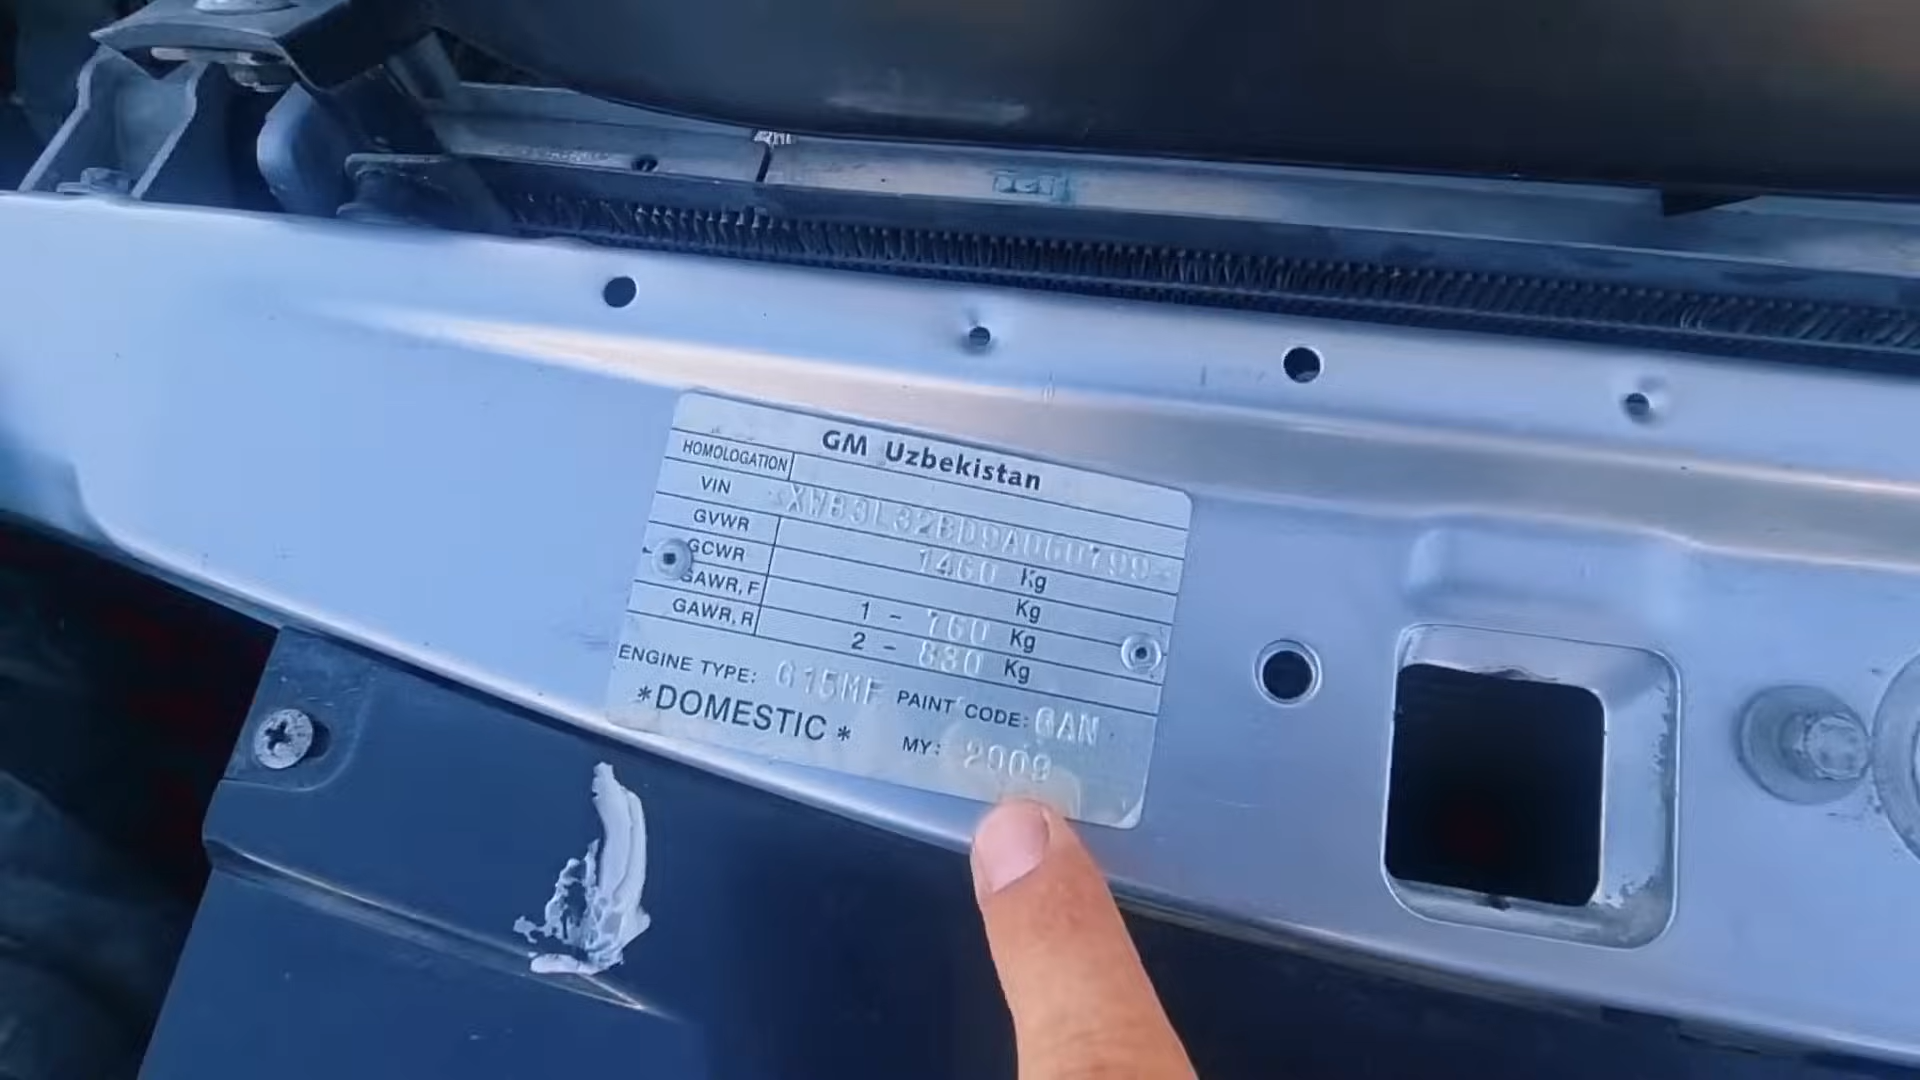 GM Uzbekistan
HOMOLOGATION
VIN *XWB3L32BD9A060799*
GVWR 1460 Kg
GCWR Kg
GAWR, F 1 - 760 Kg
GAWR, R 2 - 830 Kg
ENGINE TYPE: G15MF PAINT CODE: GAN
*DOMESTIC* MY: 2009